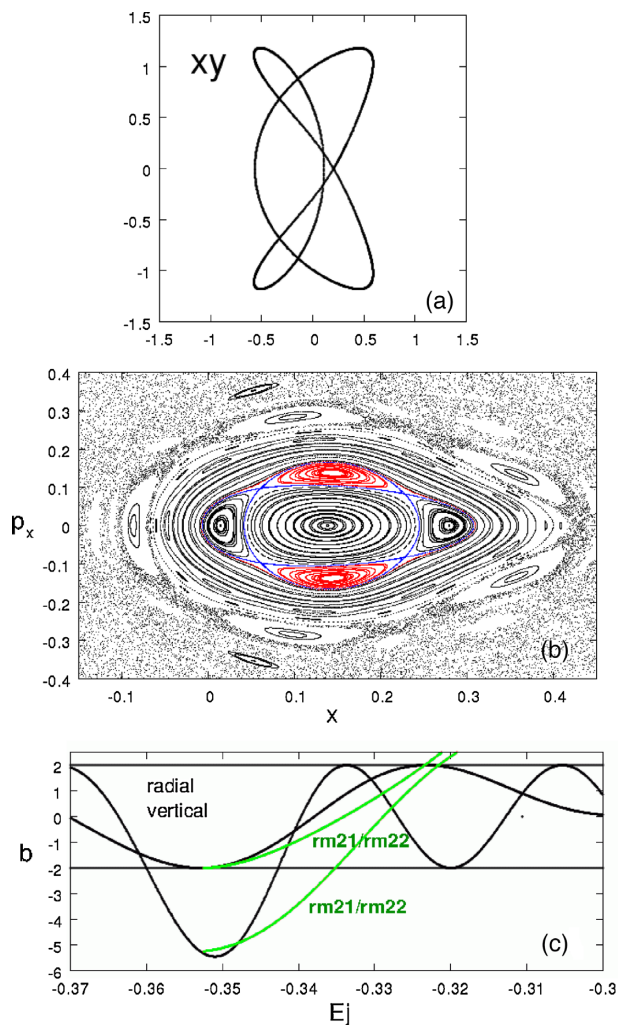 1.5
1
xy
0.5
0
-0.5
-1
(a)
-1.5
-1.5 -1 -0.5 0 0.5 1 1.5
0.4
0.3
0.2
0.1
px 0
-0.1
-0.2
-0.3
(b)
-0.4
-0.1 0 0.1 0.2 0.3 0.4
x
2
radial
1
vertical
0
b -1
rm21/rm22
-2
-3
rm21/rm22
-4
-5
(c)
-6
-0.37 -0.36 -0.35 -0.34 -0.33 -0.32 -0.31 -0.3
Ej